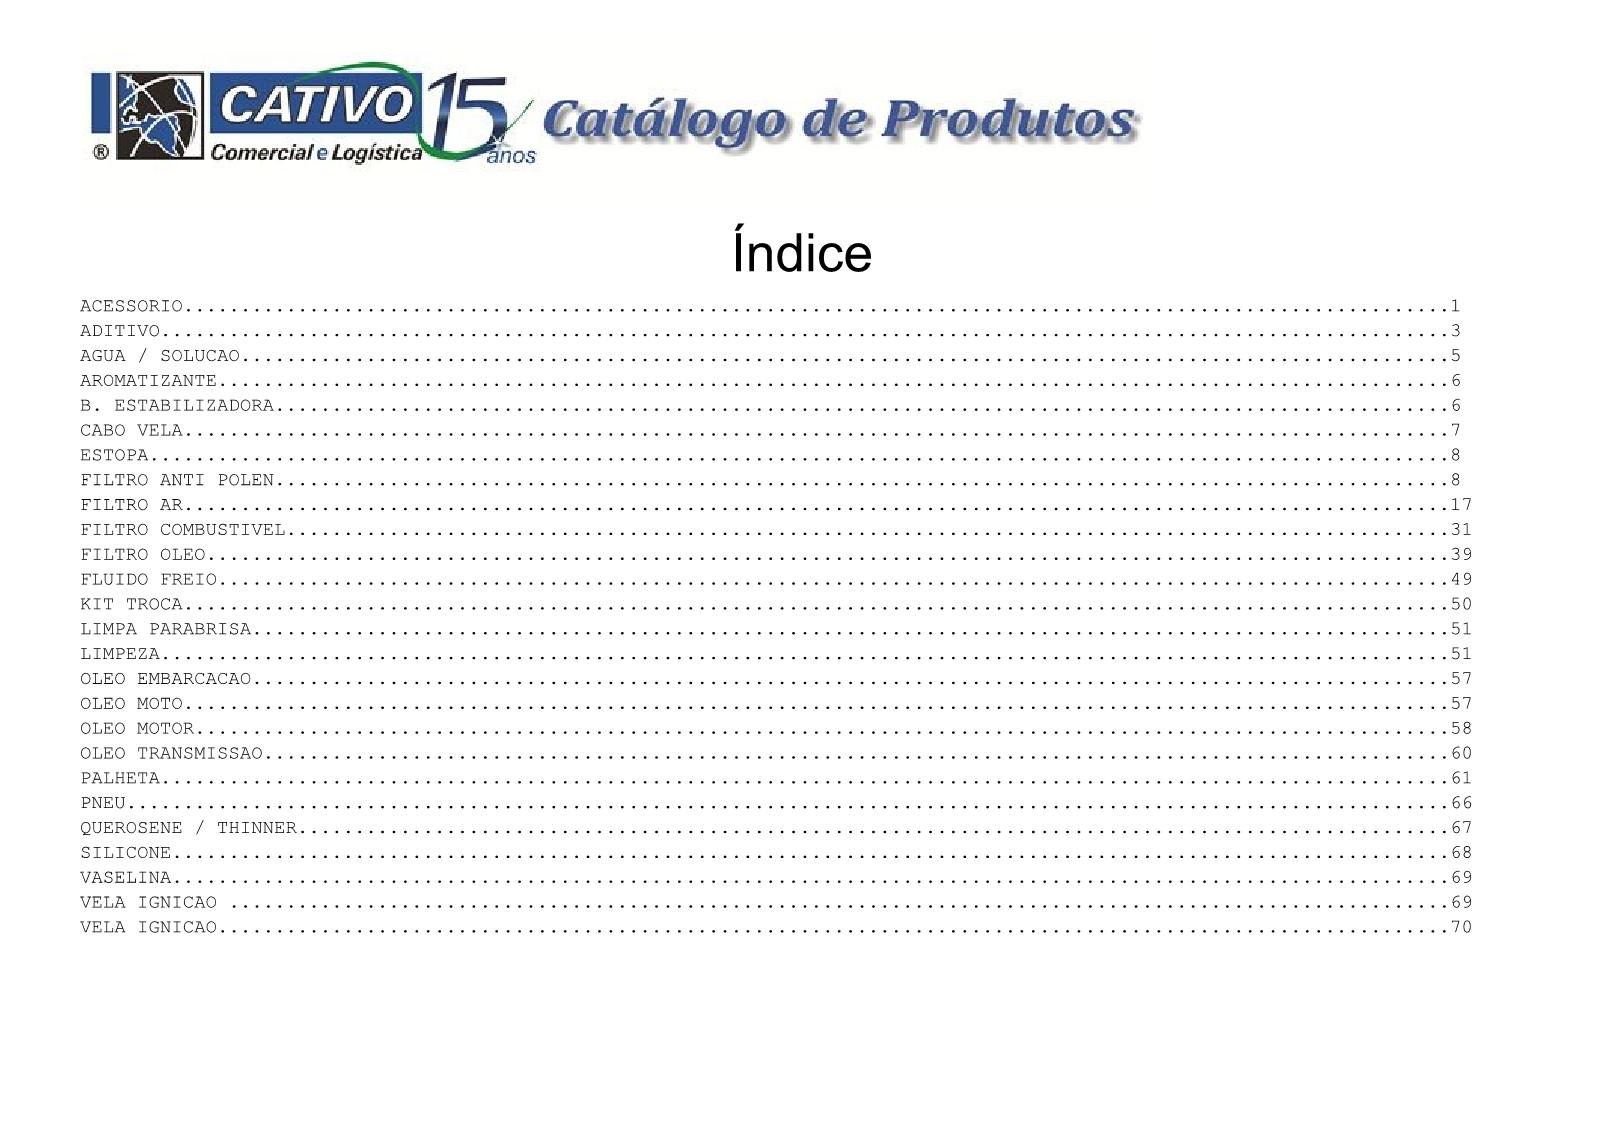 CATIVO 15 anos Catálogo de Produtos
® Comercial e Logística
Índice
ACESSORIO...............................................................................................................1
ADITIVO.................................................................................................................3
AGUA / SOLUCAO..........................................................................................................5
AROMATIZANTE............................................................................................................6
B. ESTABILIZADORA.......................................................................................................6
CABO VELA...............................................................................................................7
ESTOPA..................................................................................................................8
FILTRO ANTI POLEN.......................................................................................................8
FILTRO AR...............................................................................................................17
FILTRO COMBUSTIVEL......................................................................................................31
FILTRO OLEO.............................................................................................................39
FLUIDO FREIO............................................................................................................49
KIT TROCA...............................................................................................................50
LIMPA PARABRISA.........................................................................................................51
LIMPEZA.................................................................................................................51
OLEO EMBARCACAO.........................................................................................................57
OLEO MOTO...............................................................................................................57
OLEO MOTOR..............................................................................................................58
OLEO TRANSMISSAO........................................................................................................60
PALHETA.................................................................................................................61
PNEU....................................................................................................................66
QUEROSENE / THINNER.....................................................................................................67
SILICONE................................................................................................................68
VASELINA................................................................................................................69
VELA IGNICAO ...........................................................................................................69
VELA IGNICAO............................................................................................................70